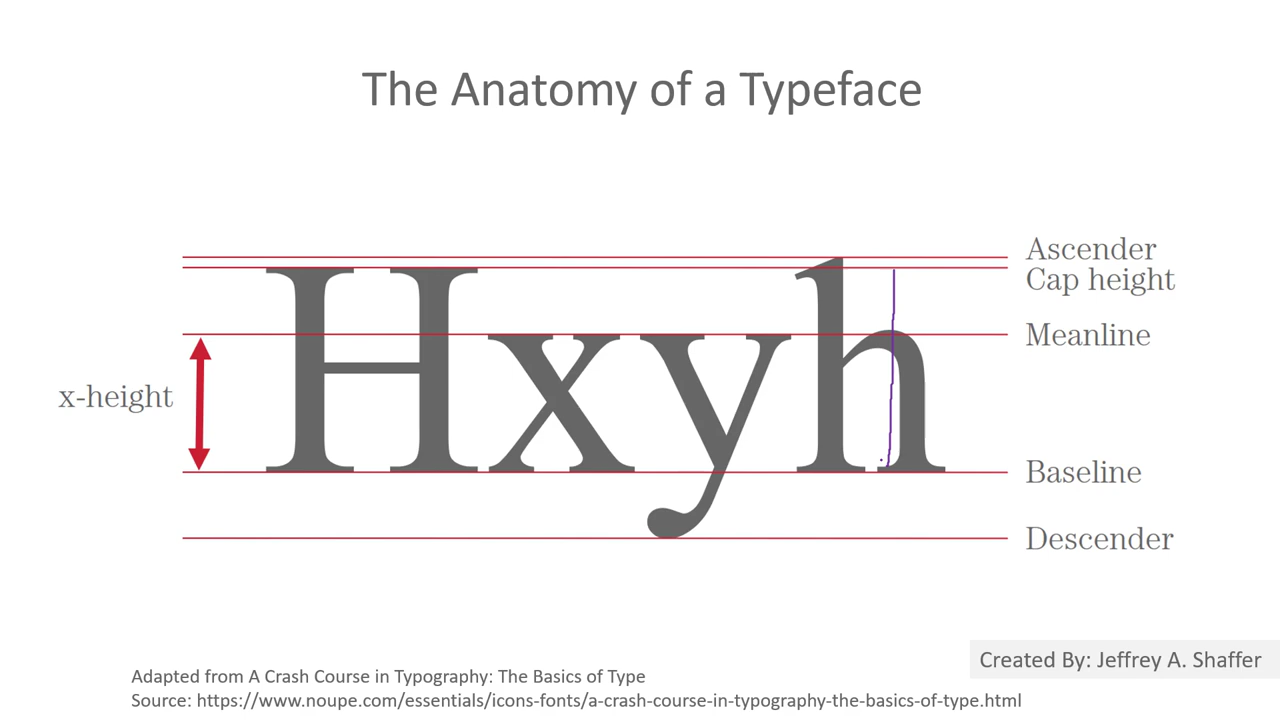 The Anatomy of a Typeface
Ascender
Cap height
Hxyh
Meanline
x-height
Baseline
Descender
Created By: Jeffrey A. Shaffer
Adapted from A Crash Course in Typography: The Basics of Type
Source: https://www.noupe.com/essentials/icons-fonts/a-crash-course-in-typography-the-basics-of-type.html